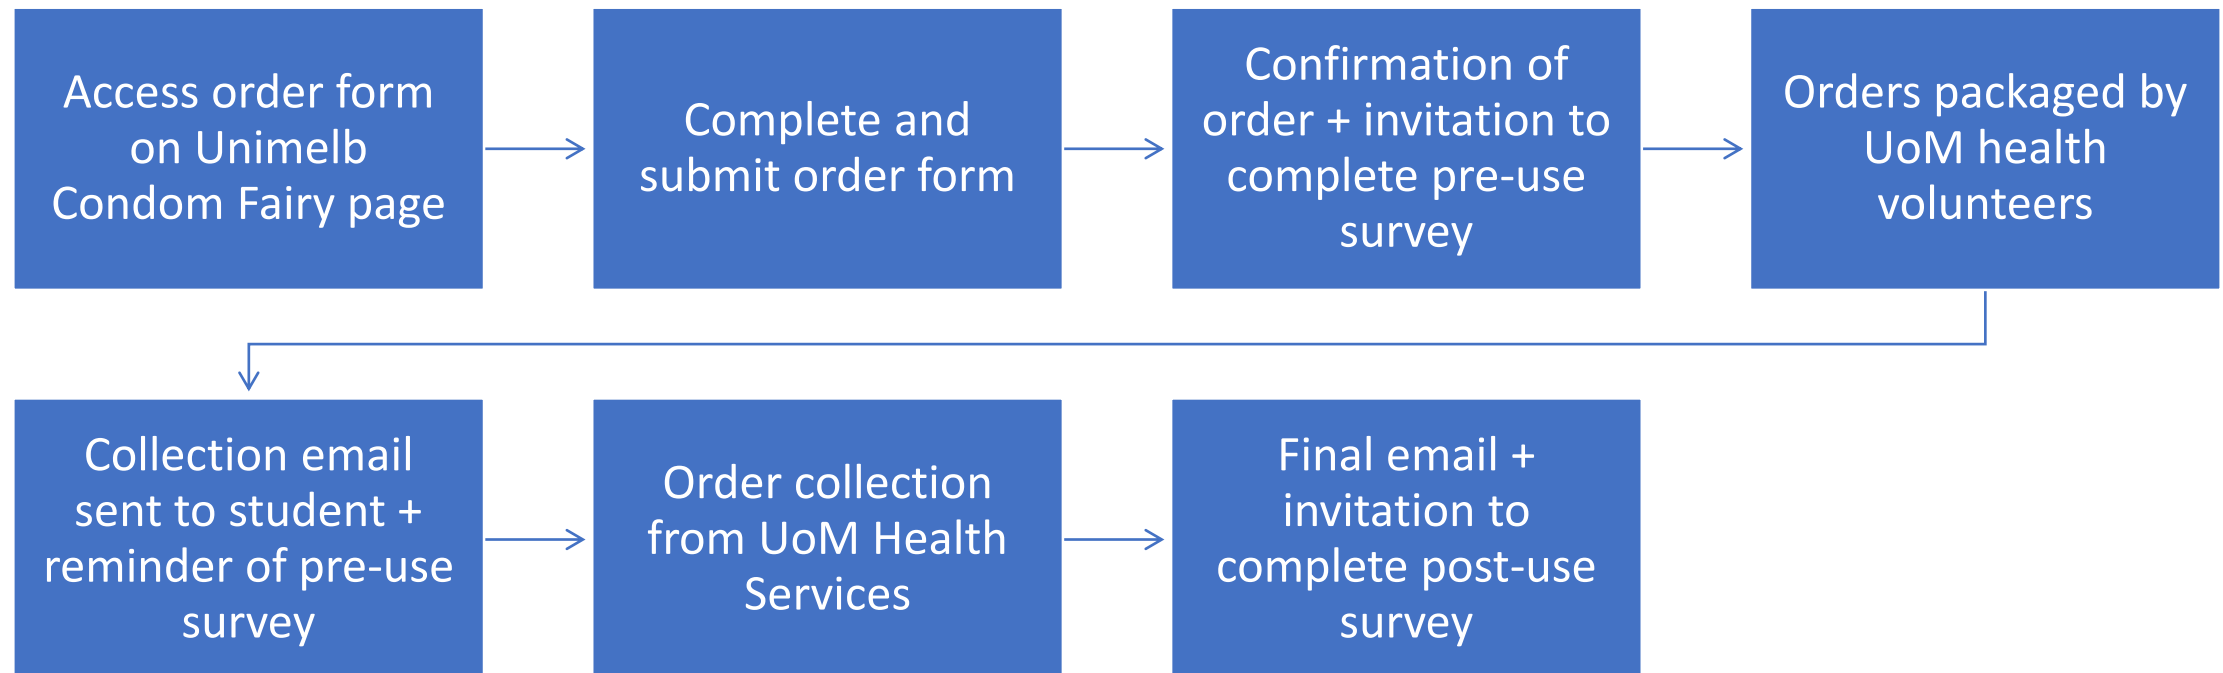 Access order form
on Unimelb
Condom Fairy page
Complete and
submit order form
Confirmation of
order + invitation to
complete pre-use
survey
Orders packaged by
UoM health
volunteers
Collection email
sent to student +
reminder of pre-use
survey
Order collection
from UoM Health
Services
Final email +
invitation to
complete post-use
survey